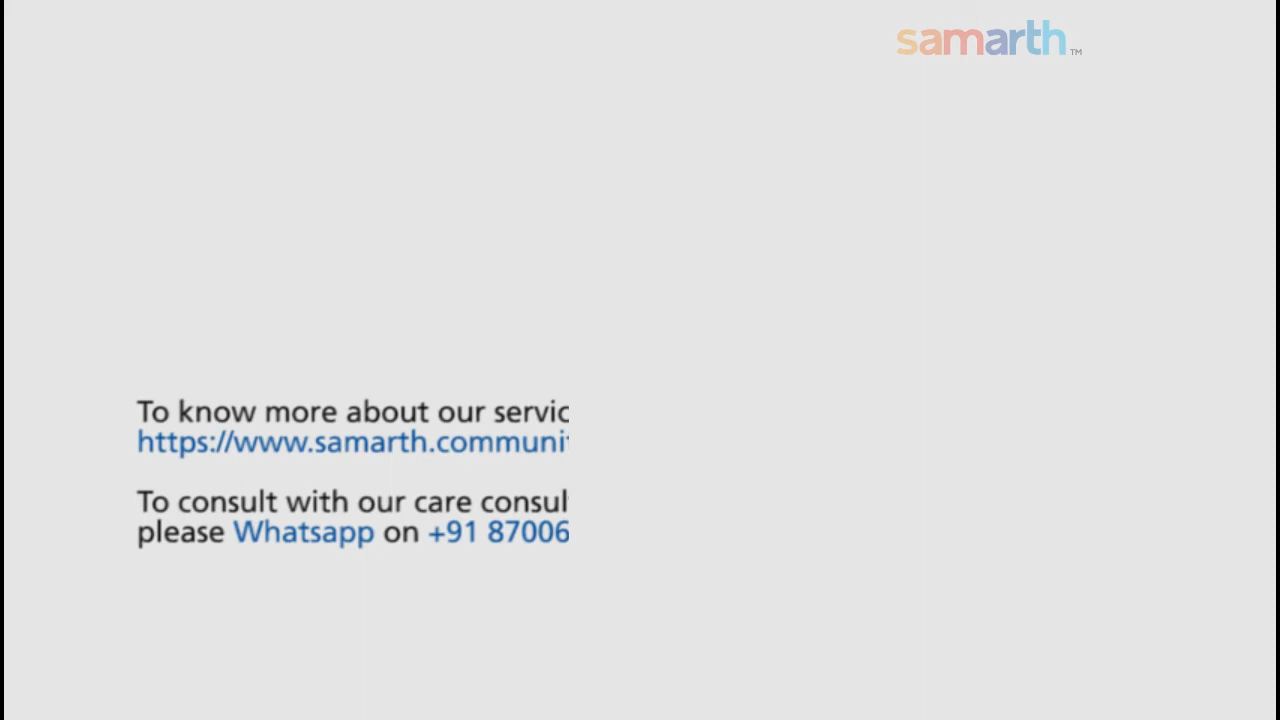 samarth™
To know more about our servic
https://www.samarth.communi
To consult with our care consul
please Whatsapp on +91 87006